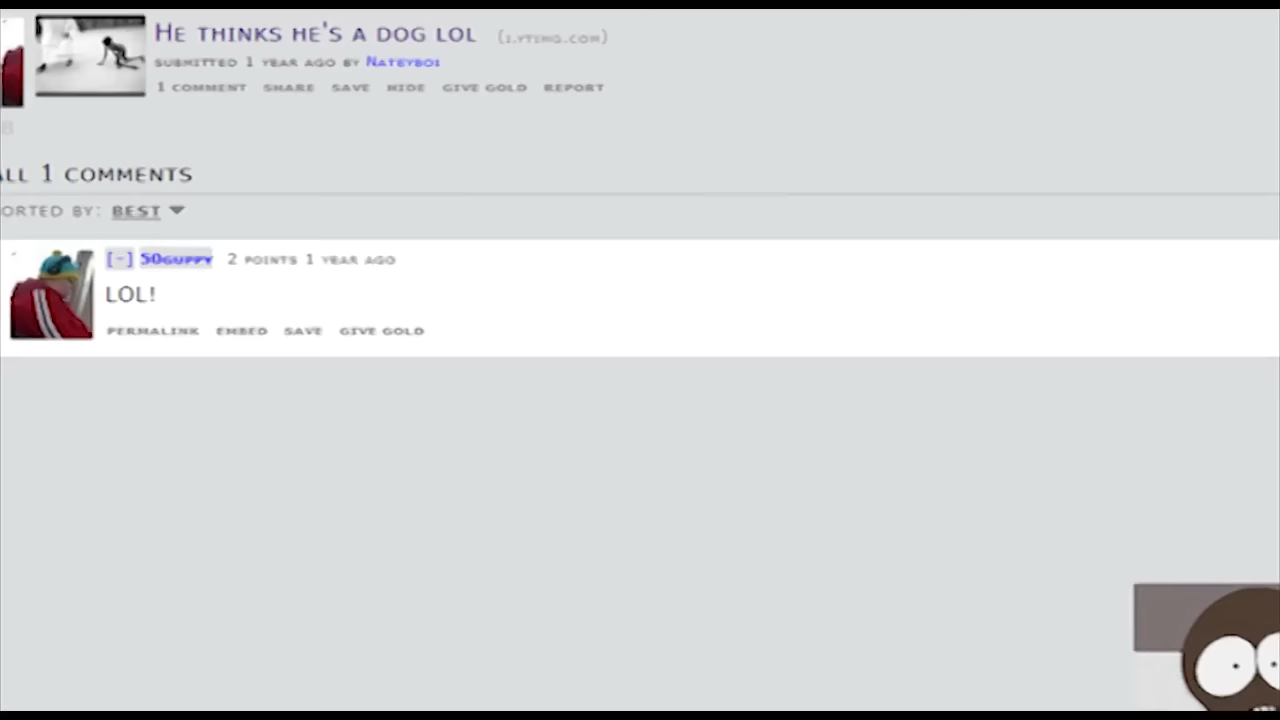 HE THINKS HE'S A DOG LOL (I.YTIMG.COM)
SUBMITTED 1 YEAR AGO BY NATEYBOI
1 COMMENT SHARE SAVE HIDE GIVE GOLD REPORT
ALL 1 COMMENTS
ORTED BY: BEST
[-] 50GUPPY 2 POINTS 1 YEAR AGO
LOL!
PERMALINK EMBED SAVE GIVE GOLD